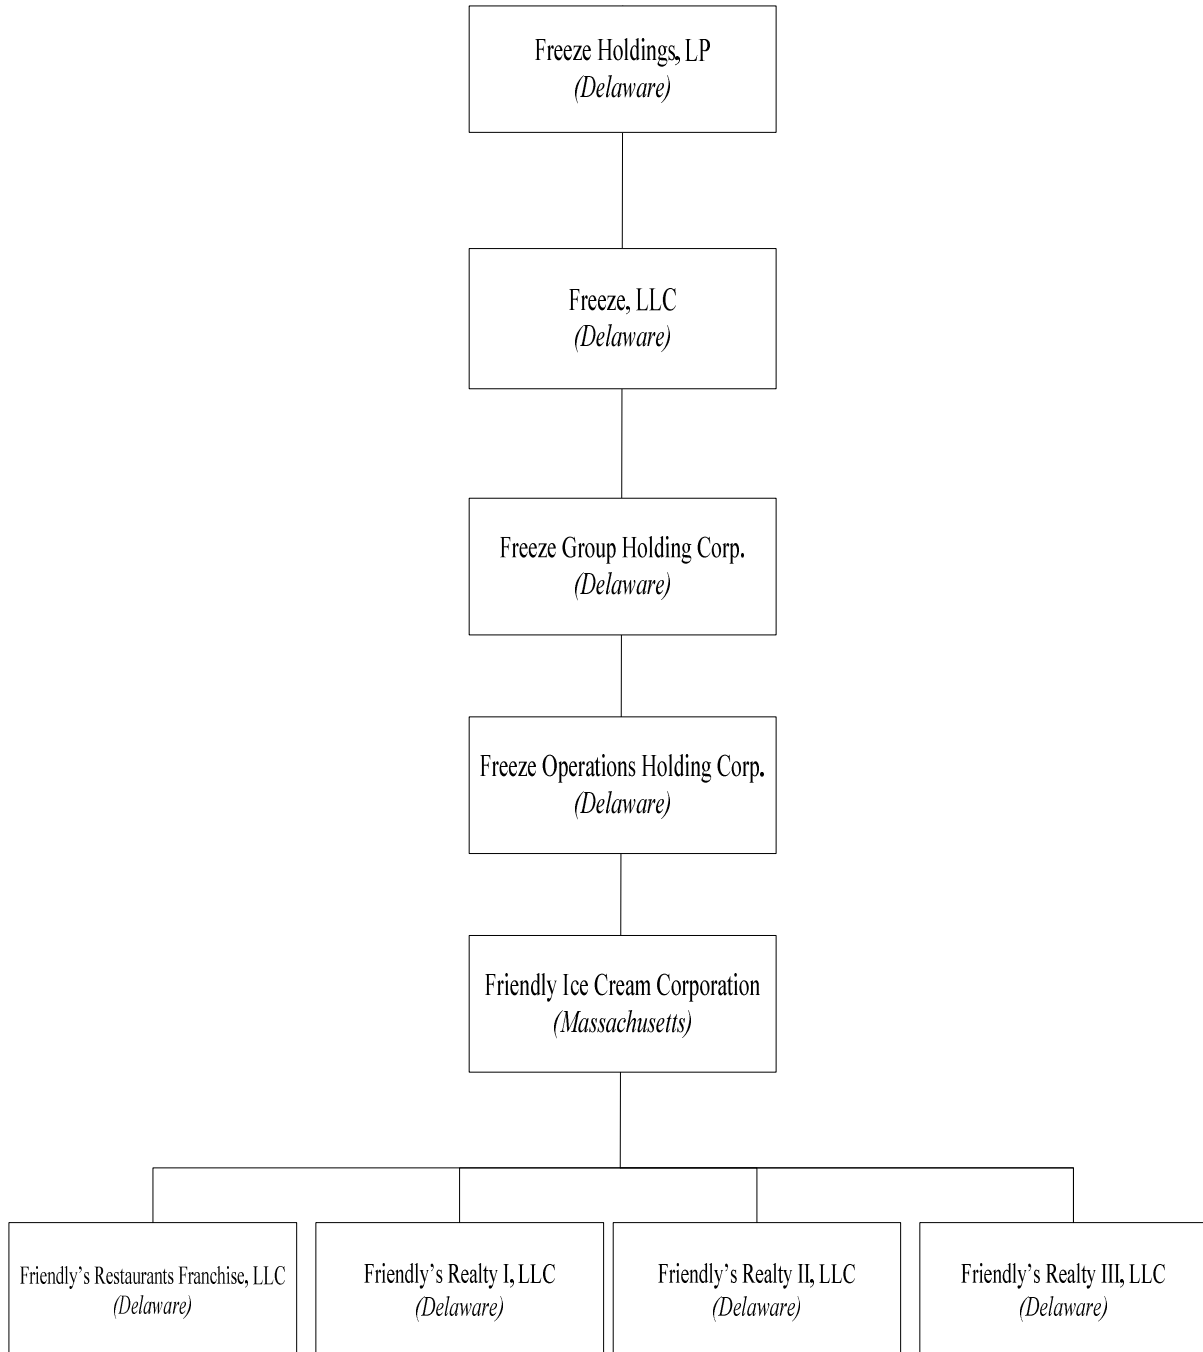 Freeze Holdings, LP
(Delaware)
Freeze, LLC
(Delaware)
Freeze Group Holding Corp.
(Delaware)
Freeze Operations Holding Corp.
(Delaware)
Friendly Ice Cream Corporation
(Massachusetts)
Friendly’s Restaurants Franchise, LLC
(Delaware)
Friendly’s Realty I, LLC
(Delaware)
Friendly’s Realty II, LLC
(Delaware)
Friendly’s Realty III, LLC
(Delaware)